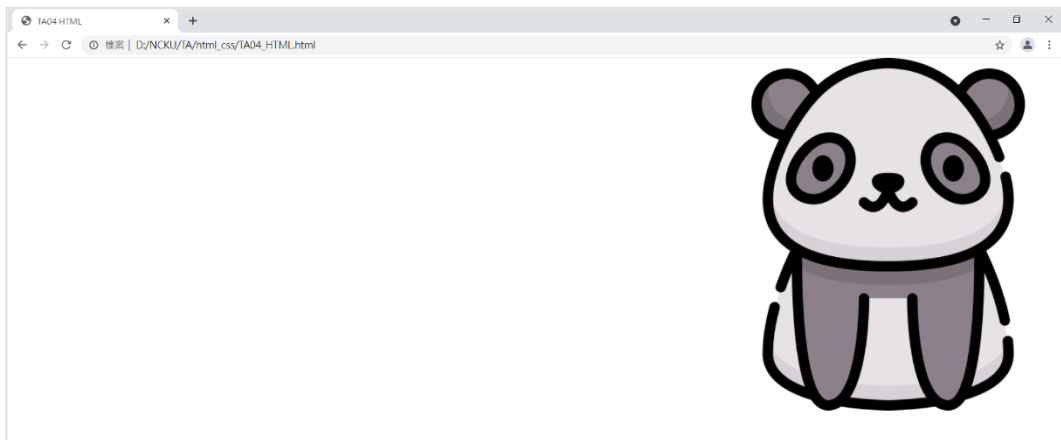 TA04 HTML
檔案 | D:/NCKU/TA/html_css/TA04_HTML.html